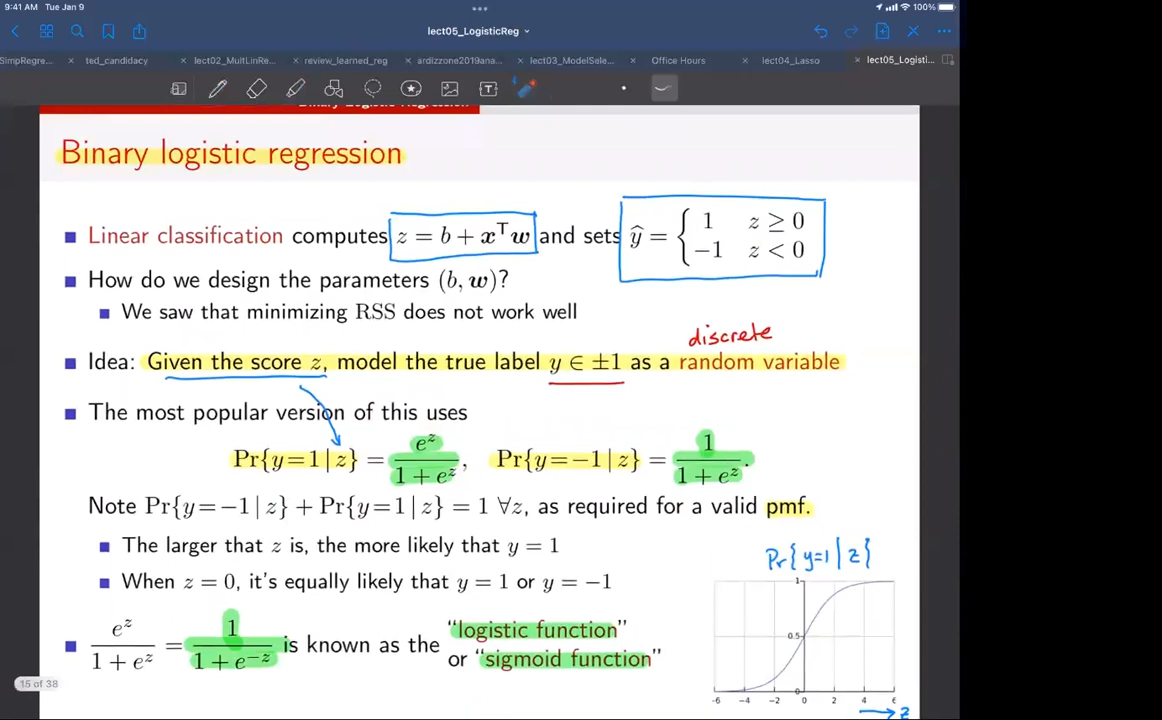 9:41 AM Tue Jan 9
100%
lect05_LogisticReg
SimpRegre...
ted_candidacy
lect02_MultLinRe...
review_learned_reg
ardizzone2019ana...
lect03_ModelSele...
Office Hours
lect04_Lasso
lect05_Logisti...
Binary Logistic Regression
Binary logistic regression
Linear classification computes z = b + xᵀw and sets ŷ = { 1 z ≥ 0
−1 z < 0
How do we design the parameters (b, w)?
We saw that minimizing RSS does not work well
discrete
Idea: Given the score z, model the true label y ∈ ±1 as a random variable
The most popular version of this uses
Pr{y=1 | z} = e^z / (1 + e^z), Pr{y=−1 | z} = 1 / (1 + e^z).
Note Pr{y=−1 | z} + Pr{y=1 | z} = 1 ∀z, as required for a valid pmf.
The larger that z is, the more likely that y = 1
Pr{y=1 | z}
When z = 0, it's equally likely that y = 1 or y = −1
e^z / (1 + e^z) = 1 / (1 + e^−z) is known as the "logistic function"
or "sigmoid function"
1
0.5
0
-6 -4 -2 0 2 4 6
→ z
15 of 38